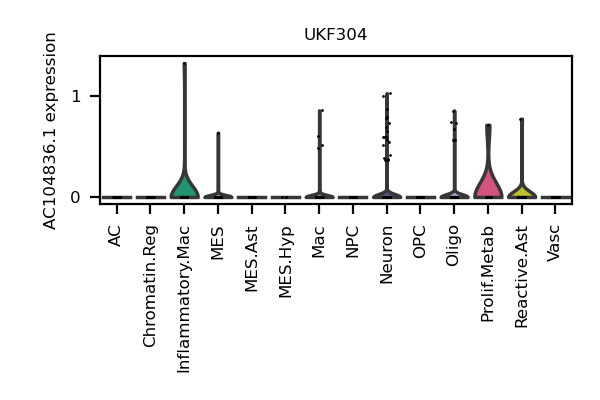 UKF304
AC104836.1 expression
1
0
AC
Chromatin.Reg
Inflammatory.Mac
MES
MES.Ast
MES.Hyp
Mac
NPC
Neuron
OPC
Oligo
Prolif.Metab
Reactive.Ast
Vasc